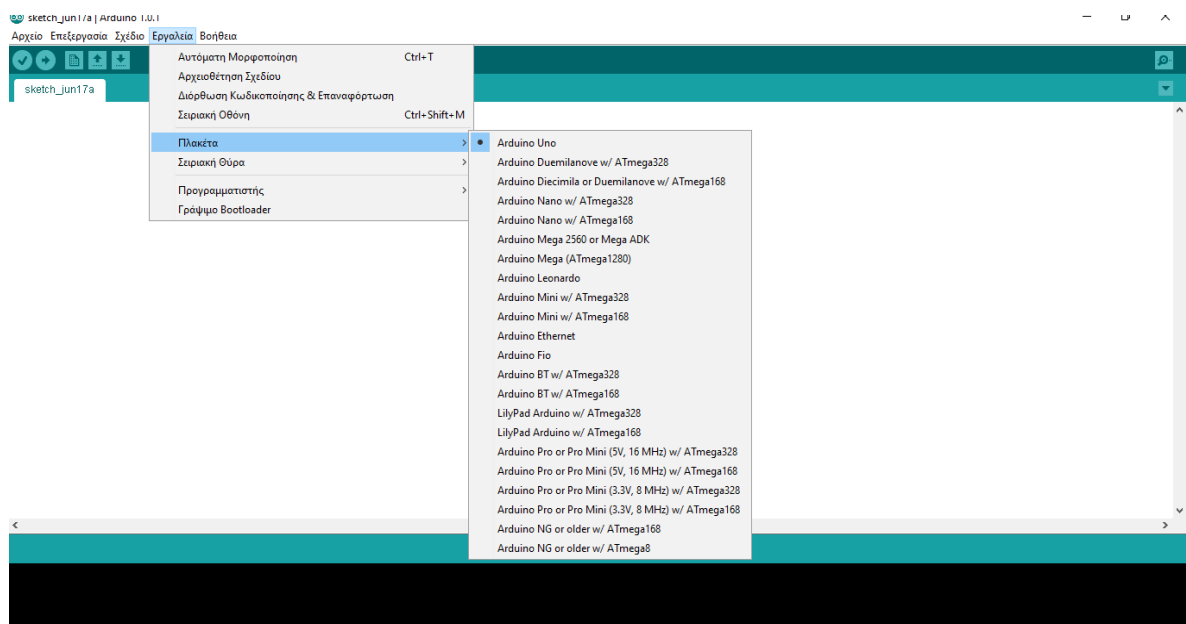 sketch_jun17a | Arduino 1.0.1
Αρχείο Επεξεργασία Σχέδιο Εργαλεία Βοήθεια
sketch_jun17a
Αυτόματη Μορφοποίηση Ctrl+T
Αρχειοθέτηση Σχεδίου
Διόρθωση Κωδικοποίησης & Επαναφόρτωση
Σειριακή Οθόνη Ctrl+Shift+M
Πλακέτα
Σειριακή Θύρα
Προγραμματιστής
Γράψιμο Bootloader
Arduino Uno
Arduino Duemilanove w/ ATmega328
Arduino Diecimila or Duemilanove w/ ATmega168
Arduino Nano w/ ATmega328
Arduino Nano w/ ATmega168
Arduino Mega 2560 or Mega ADK
Arduino Mega (ATmega1280)
Arduino Leonardo
Arduino Mini w/ ATmega328
Arduino Mini w/ ATmega168
Arduino Ethernet
Arduino Fio
Arduino BT w/ ATmega328
Arduino BT w/ ATmega168
LilyPad Arduino w/ ATmega328
LilyPad Arduino w/ ATmega168
Arduino Pro or Pro Mini (5V, 16 MHz) w/ ATmega328
Arduino Pro or Pro Mini (5V, 16 MHz) w/ ATmega168
Arduino Pro or Pro Mini (3.3V, 8 MHz) w/ ATmega328
Arduino Pro or Pro Mini (3.3V, 8 MHz) w/ ATmega168
Arduino NG or older w/ ATmega168
Arduino NG or older w/ ATmega8